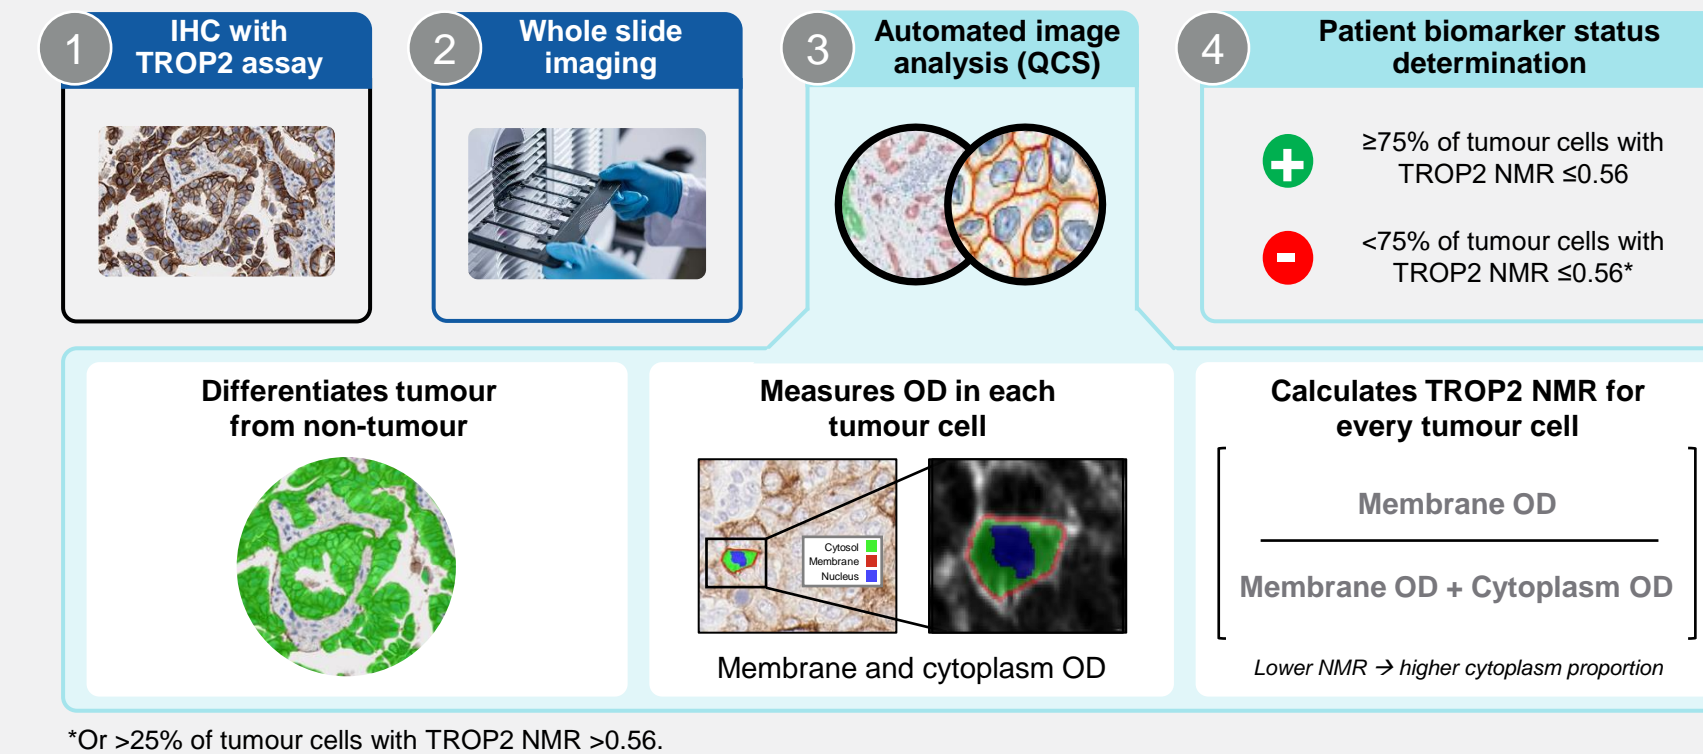 1
IHC with
TROP2 assay
2
Whole slide
imaging
3
Automated image
analysis (QCS)
4
Patient biomarker status
determination
+
≥75% of tumour cells with
TROP2 NMR ≤0.56
-
<75% of tumour cells with
TROP2 NMR ≤0.56*
Differentiates tumour
from non-tumour
Measures OD in each
tumour cell
Cytosol
Membrane
Nucleus
Membrane and cytoplasm OD
Calculates TROP2 NMR for
every tumour cell
Membrane OD
Membrane OD + Cytoplasm OD
Lower NMR → higher cytoplasm proportion
*Or >25% of tumour cells with TROP2 NMR >0.56.